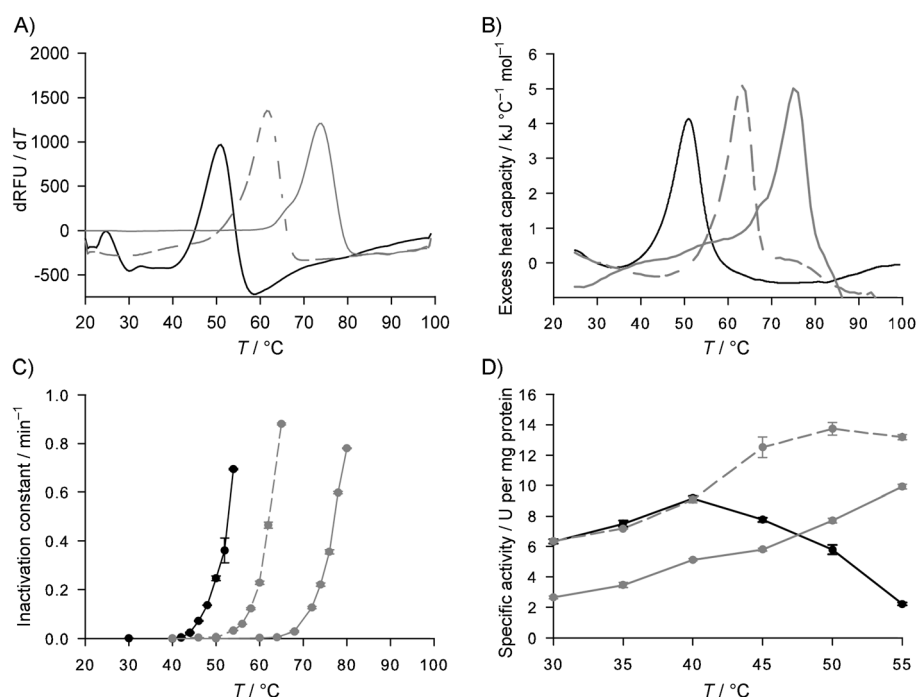 A)
dRFU / dT
2000
1500
1000
500
0
-500
20 30 40 50 60 70 80 90 100
T / °C
B)
Excess heat capacity / kJ °C⁻¹ mol⁻¹
6
5
4
3
2
1
0
20 30 40 50 60 70 80 90 100
T / °C
C)
Inactivation constant / min⁻¹
1.0
0.8
0.6
0.4
0.2
0.0
20 30 40 50 60 70 80 90 100
T / °C
D)
Specific activity / U per mg protein
16
14
12
10
8
6
4
2
0
30 35 40 45 50 55
T / °C